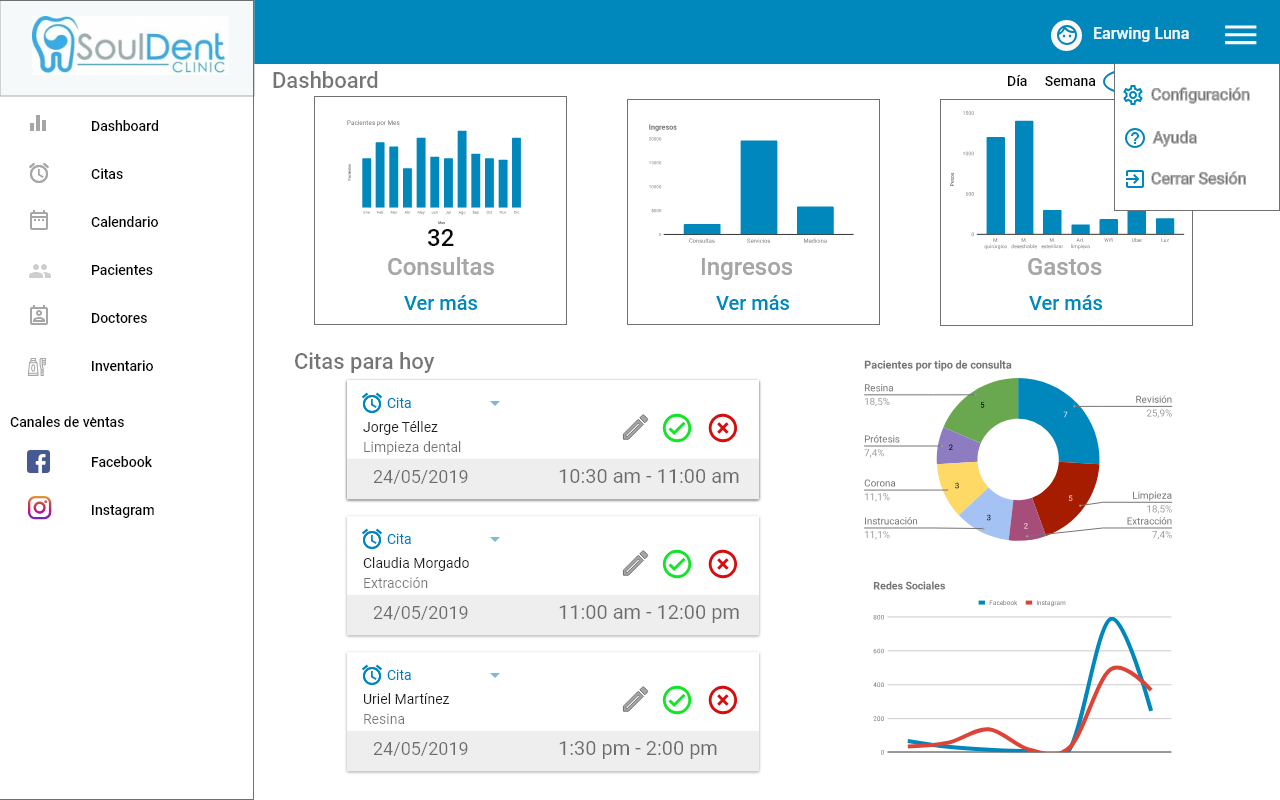 SoulDent
CLINIC
Earwing Luna
Dashboard
Día Semana
Configuración
Ayuda
Cerrar Sesión
Dashboard
Citas
Calendario
Pacientes
Doctores
Inventario
Canales de ventas
Facebook
Instagram
Pacientes por Mes
Pacientes
Ene Feb Mar Abr May Jun Jul Ago Sep Oct Nov Dic
Mes
32
Consultas
Ver más
Ingresos
20000
15000
10000
5000
0
Consultas Servicios Medicina
Ingresos
Ver más
1500
1000
500
0
Pesos
M. quirúrgico
M. desechable
M. esterilizar
Art. limpieza
WiFi
Uber
Luz
Gastos
Ver más
Citas para hoy
Cita
Jorge Téllez
Limpieza dental
24/05/2019 10:30 am - 11:00 am
Cita
Claudia Morgado
Extracción
24/05/2019 11:00 am - 12:00 pm
Cita
Uriel Martínez
Resina
24/05/2019 1:30 pm - 2:00 pm
Pacientes por tipo de consulta
Resina
18,5%
Prótesis
7,4%
Corona
11,1%
Instrucación
11,1%
Revisión
25,9%
Limpieza
18,5%
Extracción
7,4%
5
7
2
3
3
2
5
Redes Sociales
Facebook Instagram
800
600
400
200
0